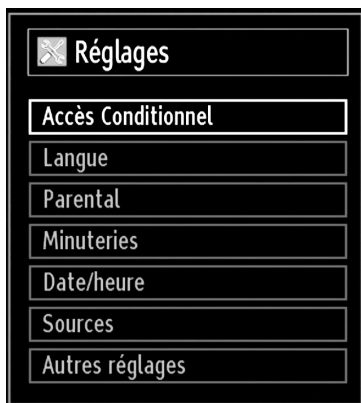 Réglages
Accès Conditionnel
Langue
Parental
Minuteries
Date/heure
Sources
Autres réglages